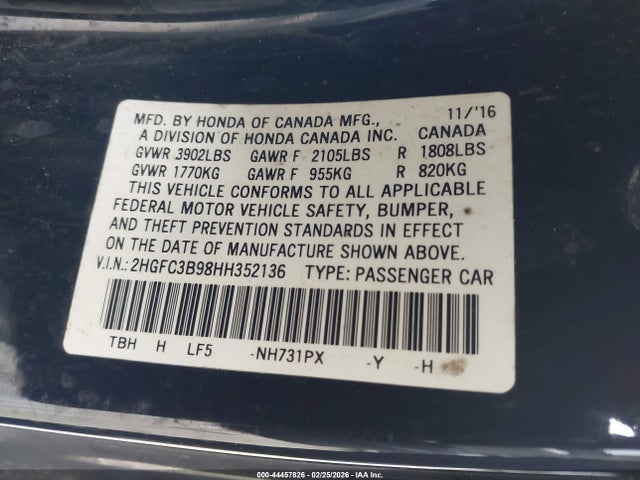 MFD. BY HONDA OF CANADA MFG., 11/'16
A DIVISION OF HONDA CANADA INC. CANADA
GVWR 3902LBS GAWR F 2105LBS R 1808LBS
GVWR 1770KG GAWR F 955KG R 820KG
THIS VEHICLE CONFORMS TO ALL APPLICABLE
FEDERAL MOTOR VEHICLE SAFETY, BUMPER,
AND THEFT PREVENTION STANDARDS IN EFFECT
ON THE DATE OF MANUFACTURE SHOWN ABOVE.
V.I.N.: 2HGFC3B98HH352136 TYPE: PASSENGER CAR
TBH H LF5 -NH731PX -Y -H
000-44457826 - 02/25/2026 - IAA Inc.